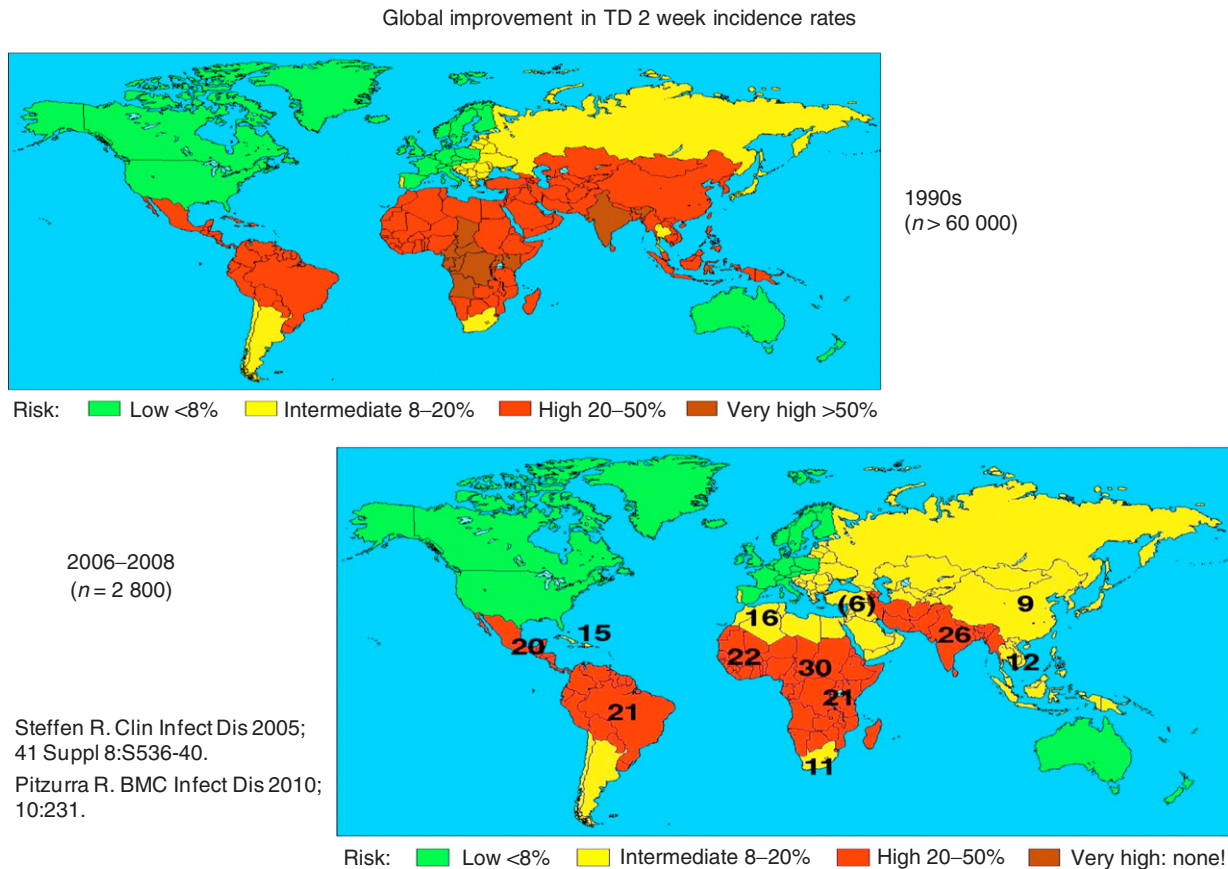 Global improvement in TD 2 week incidence rates
1990s
(n > 60 000)
Risk: Low <8% Intermediate 8–20% High 20–50% Very high >50%
2006–2008
(n = 2 800)
16
(6)
9
20
15
22
30
26
12
21
21
11
Steffen R. Clin Infect Dis 2005;
41 Suppl 8:S536-40.
Pitzurra R. BMC Infect Dis 2010;
10:231.
Risk: Low <8% Intermediate 8–20% High 20–50% Very high: none!